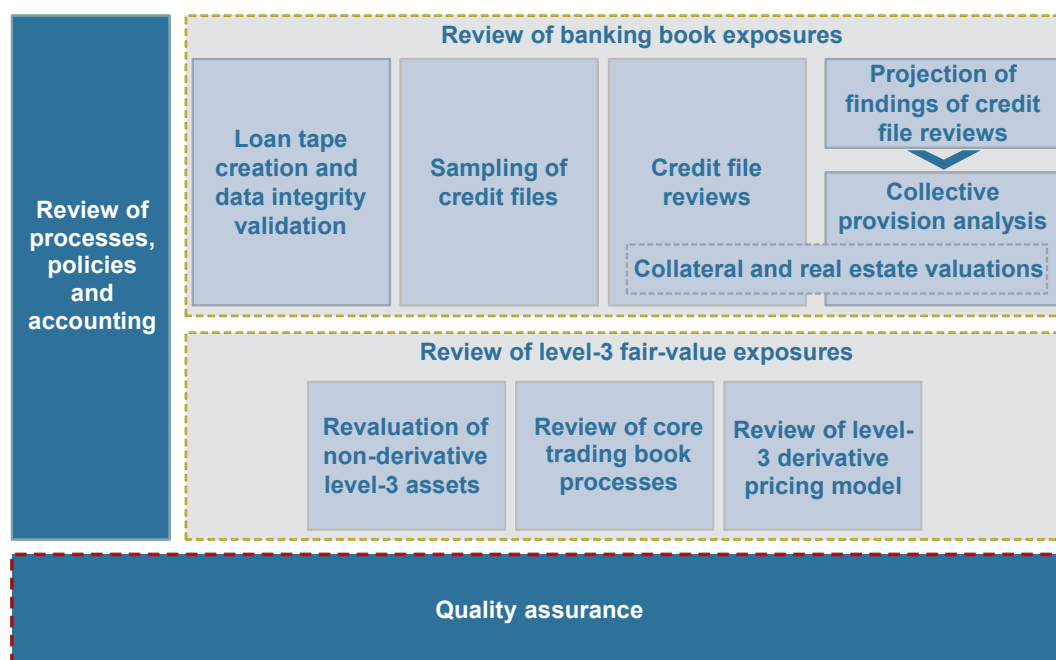 Review of
processes,
policies
and
accounting
Review of banking book exposures
Loan tape
creation and
data integrity
validation
Sampling of
credit files
Credit file
reviews
Projection of
findings of credit
file reviews
Collective
provision analysis
Collateral and real estate valuations
Review of level-3 fair-value exposures
Revaluation of
non-derivative
level-3 assets
Review of core
trading book
processes
Review of level-
3 derivative
pricing model
Quality assurance